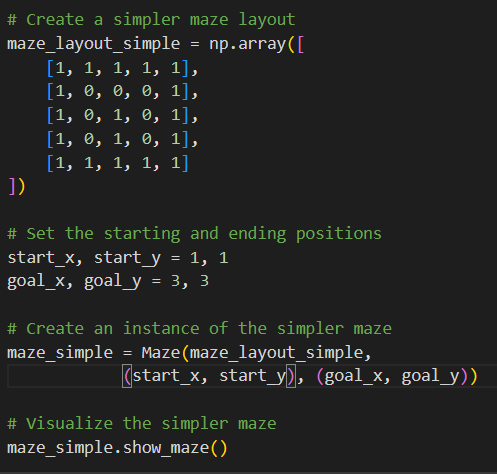 # Create a simpler maze layout
maze_layout_simple = np.array([
    [1, 1, 1, 1, 1],
    [1, 0, 0, 0, 1],
    [1, 0, 1, 0, 1],
    [1, 0, 1, 0, 1],
    [1, 1, 1, 1, 1]
])

# Set the starting and ending positions
start_x, start_y = 1, 1
goal_x, goal_y = 3, 3

# Create an instance of the simpler maze
maze_simple = Maze(maze_layout_simple,
            (start_x, start_y), (goal_x, goal_y))

# Visualize the simpler maze
maze_simple.show_maze()